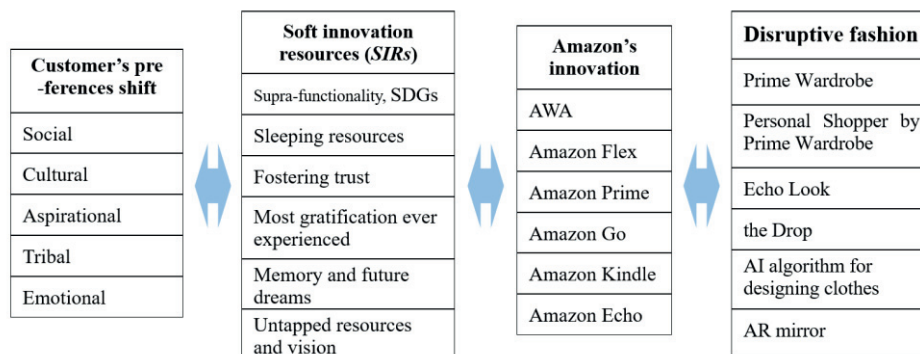 Customer's pre
-ferences shift
Social
Cultural
Aspirational
Tribal
Emotional
Soft innovation
resources (SIRs)
Supra-functionality, SDGs
Sleeping resources
Fostering trust
Most gratification ever
experienced
Memory and future
dreams
Untapped resources
and vision
Amazon's
innovation
AWA
Amazon Flex
Amazon Prime
Amazon Go
Amazon Kindle
Amazon Echo
Disruptive fashion
Prime Wardrobe
Personal Shopper by
Prime Wardrobe
Echo Look
the Drop
AI algorithm for
designing clothes
AR mirror